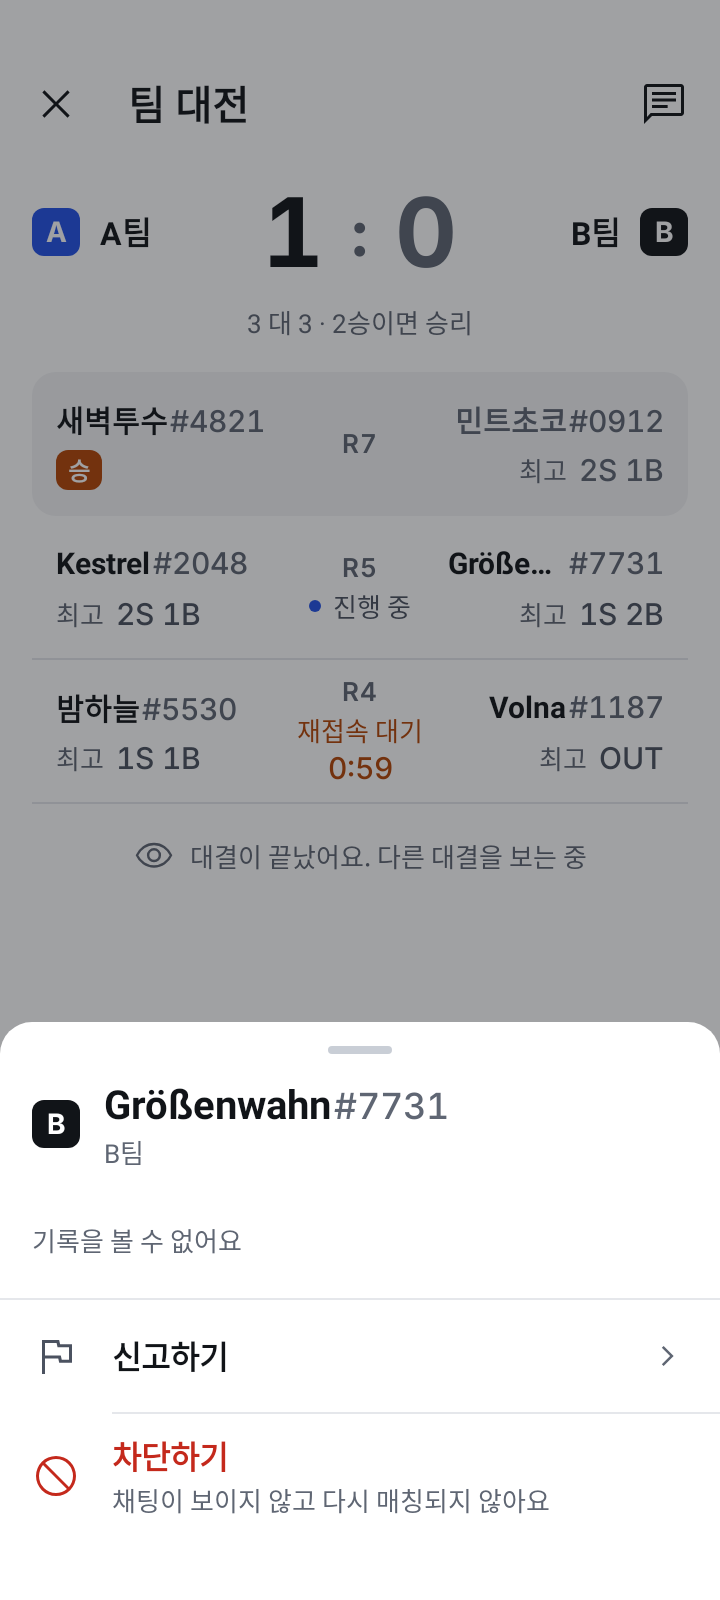 팀 대전
A A팀 1 : 0 B팀 B
3 대 3 · 2승이면 승리
새벽투수#4821 R7 민트초코#0912
승 최고 2S 1B
Kestrel#2048 R5 Größe... #7731
최고 2S 1B 진행 중 최고 1S 2B
밤하늘#5530 R4 Volna#1187
최고 1S 1B 재접속 대기 최고 OUT
0:59
대결이 끝났어요. 다른 대결을 보는 중
B Größenwahn#7731
B팀
기록을 볼 수 없어요
신고하기
차단하기
채팅이 보이지 않고 다시 매칭되지 않아요